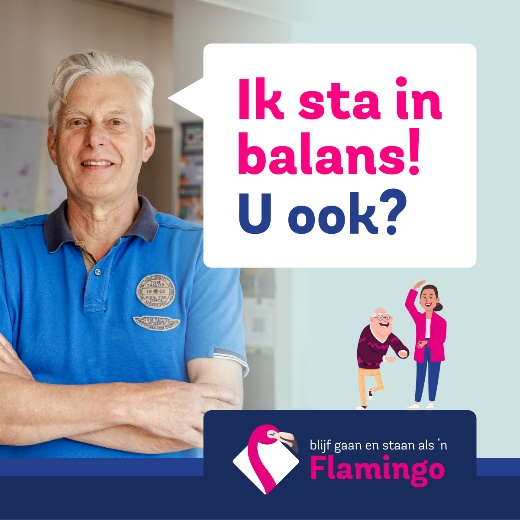 Ik sta in
balans!
U ook?
blijf gaan en staan als 'n
Flamingo